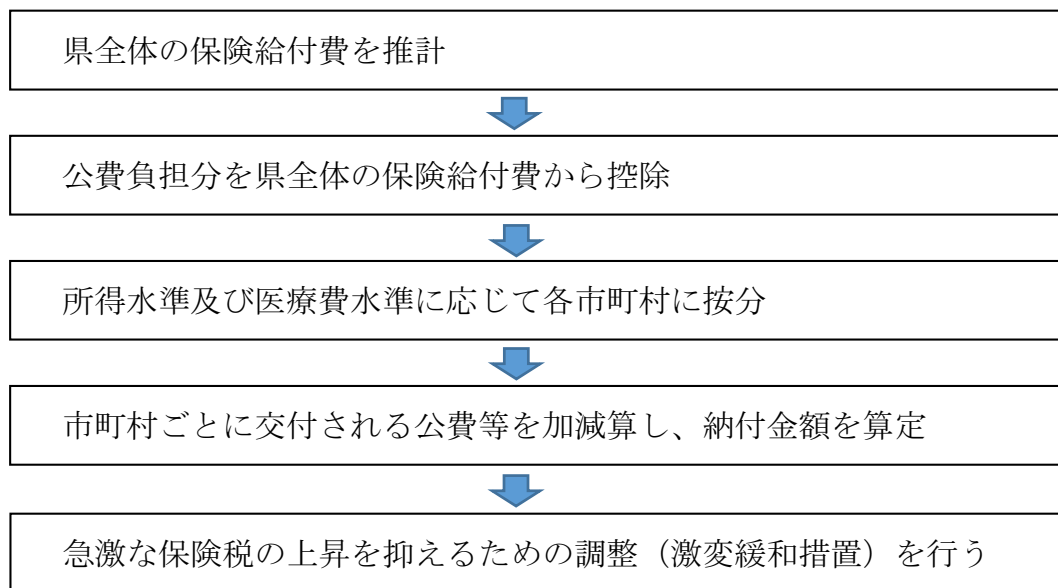 県全体の保険給付費を推計
公費負担分を県全体の保険給付費から控除
所得水準及び医療費水準に応じて各市町村に按分
市町村ごとに交付される公費等を加減算し、納付金額を算定
急激な保険税の上昇を抑えるための調整（激変緩和措置）を行う